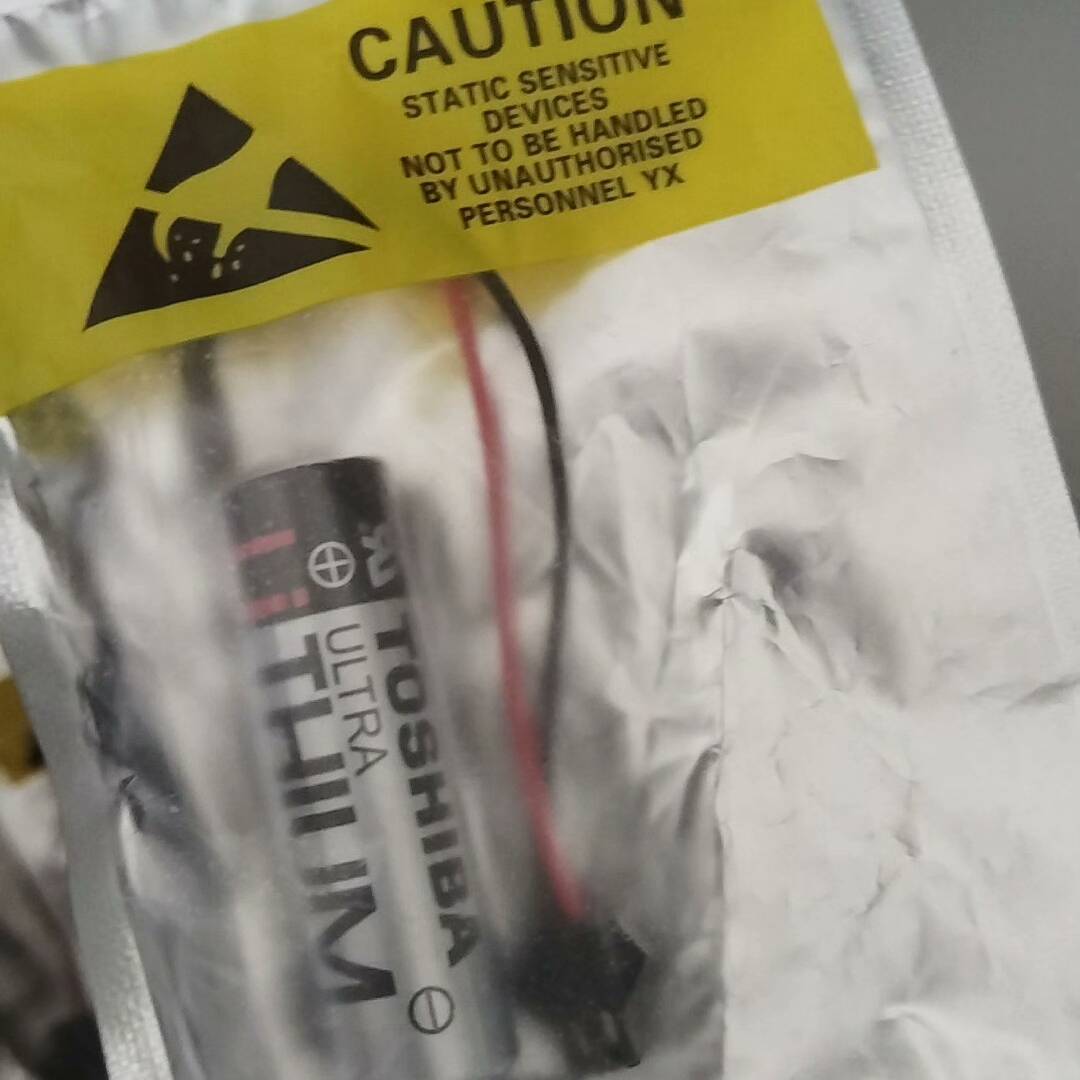 CAUTION
STATIC SENSITIVE
DEVICES
NOT TO BE HANDLED
BY UNAUTHORISED
PERSONNEL YX
TOSHIBA
ULTRA
LITHIUM